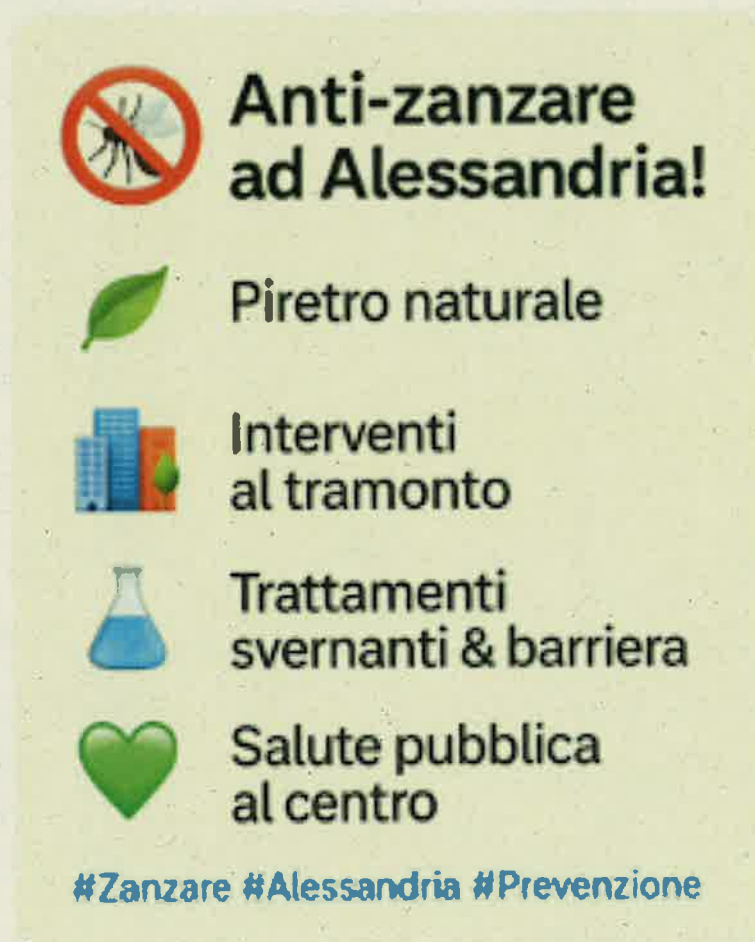 Anti-zanzare
ad Alessandria!
Piretro naturale
Interventi
al tramonto
Trattamenti
svernanti & barriera
Salute pubblica
al centro
#Zanzare #Alessandria #Prevenzione